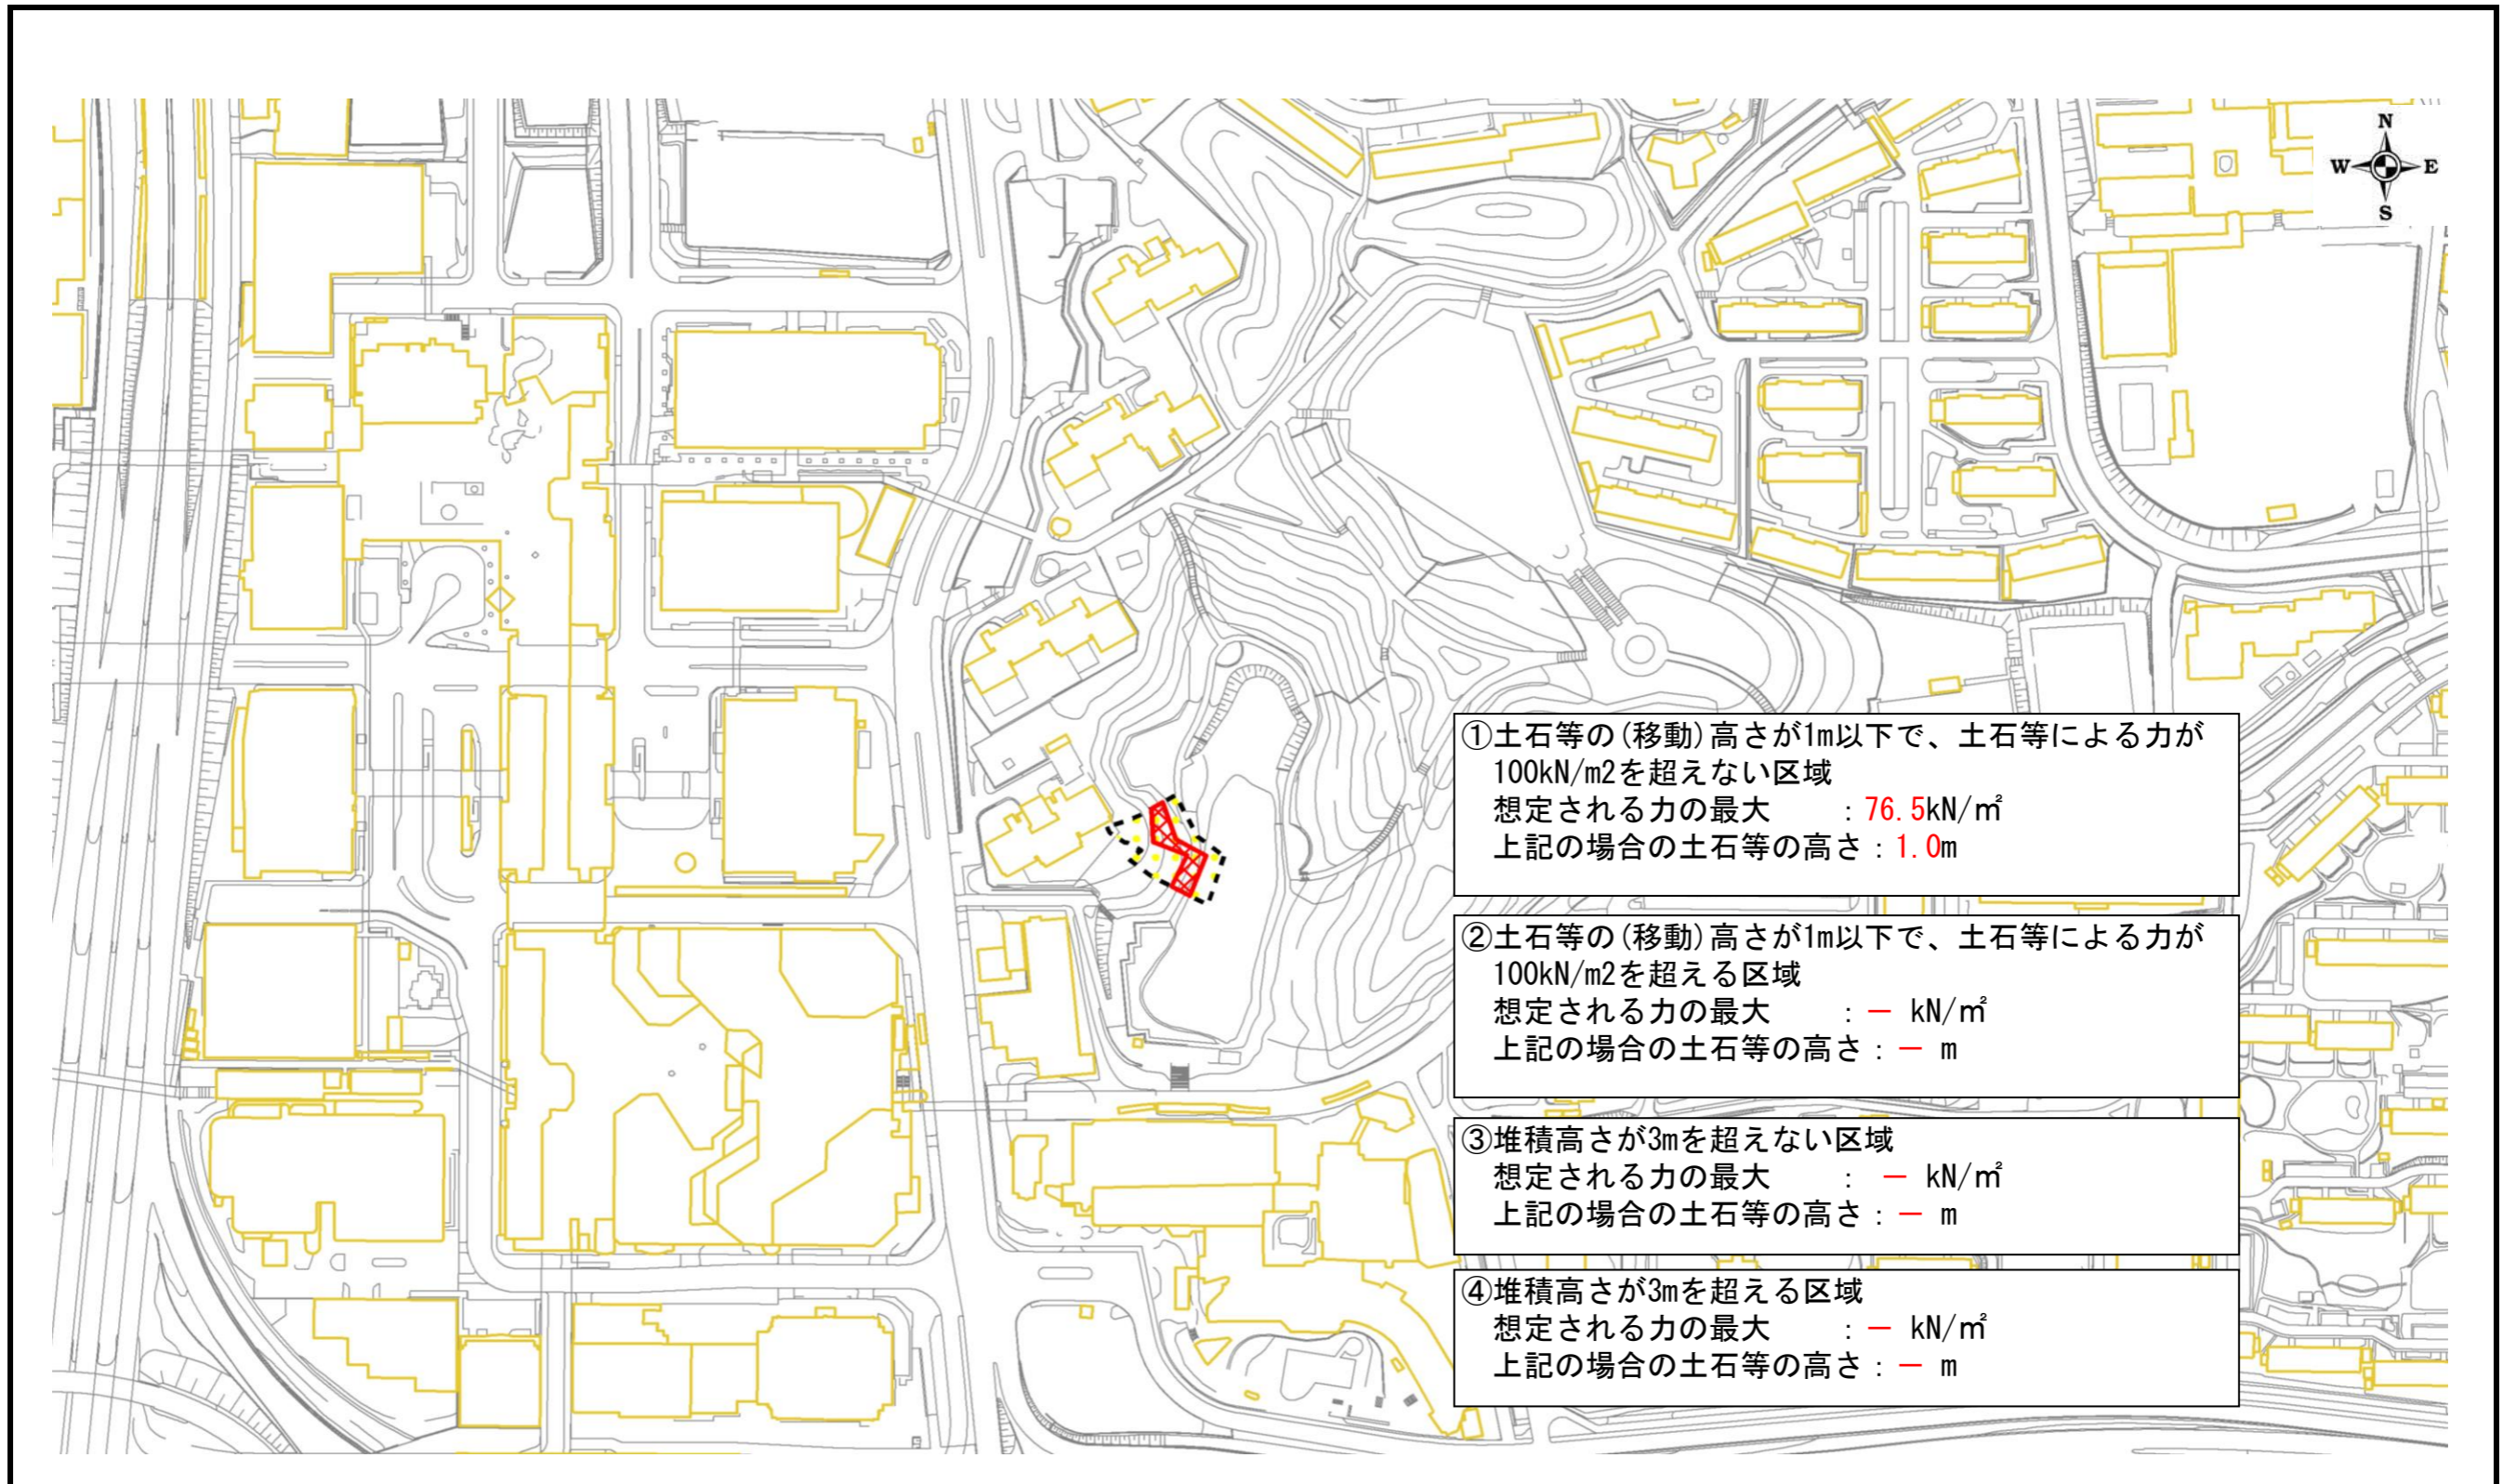 N
W E
S
①土石等の(移動)高さが1m以下で、土石等による力が
100kN/m2を超えない区域
想定される力の最大 : 76.5kN/㎡
上記の場合の土石等の高さ: 1.0m
②土石等の(移動)高さが1m以下で、土石等による力が
100kN/m2を超える区域
想定される力の最大 : － kN/㎡
上記の場合の土石等の高さ: － m
③堆積高さが3mを超えない区域
想定される力の最大 : － kN/㎡
上記の場合の土石等の高さ: － m
④堆積高さが3mを超える区域
想定される力の最大 : － kN/㎡
上記の場合の土石等の高さ: － m